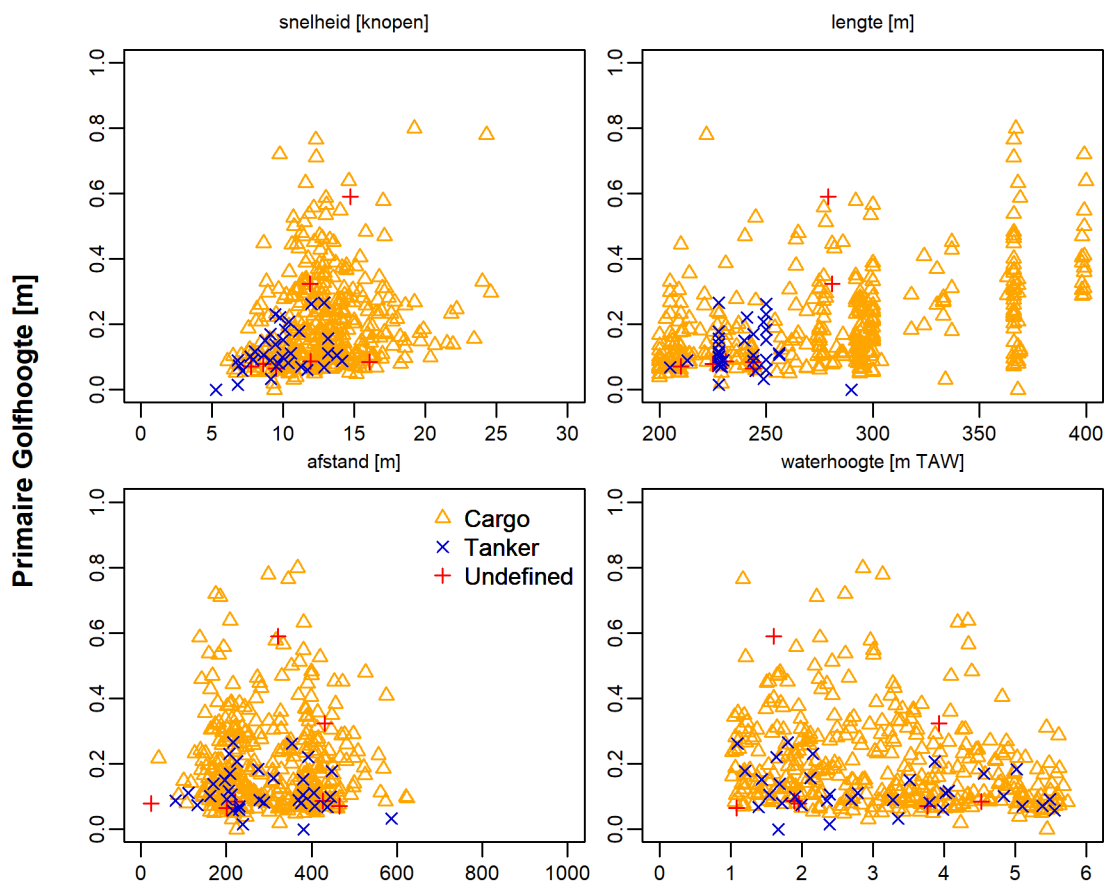 snelheid [knopen]
lengte [m]
0.0 0.2 0.4 0.6 0.8 1.0
0.0 0.2 0.4 0.6 0.8 1.0
0 5 10 15 20 25 30
200 250 300 350 400
Primaire Golfhoogte [m]
afstand [m]
waterhoogte [m TAW]
0.0 0.2 0.4 0.6 0.8 1.0
Cargo
Tanker
Undefined
0.0 0.2 0.4 0.6 0.8 1.0
0 200 400 600 800 1000
0 1 2 3 4 5 6